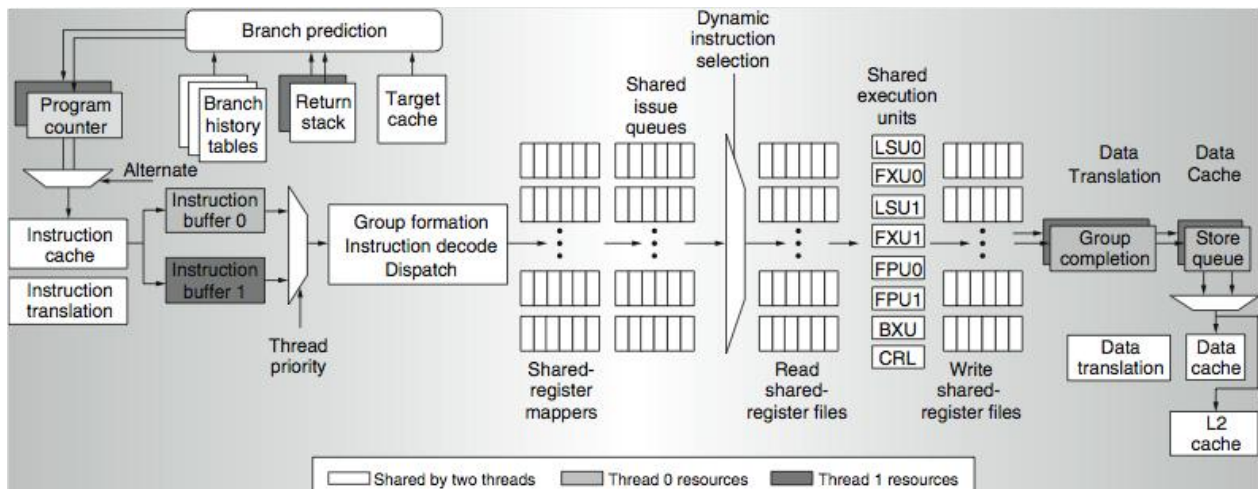 Branch prediction
Program
counter
Branch
history
tables
Return
stack
Target
cache
Alternate
Instruction
cache
Instruction
translation
Instruction
buffer 0
Instruction
buffer 1
Thread
priority
Group formation
Instruction decode
Dispatch
Shared-
register
mappers
Shared
issue
queues
Dynamic
instruction
selection
Read
shared-
register files
Shared
execution
units
LSU0
FXU0
LSU1
FXU1
FPU0
FPU1
BXU
CRL
Write
shared-
register files
Data
Translation
Data
Cache
Group
completion
Store
queue
Data
translation
Data
cache
L2
cache
Shared by two threads
Thread 0 resources
Thread 1 resources